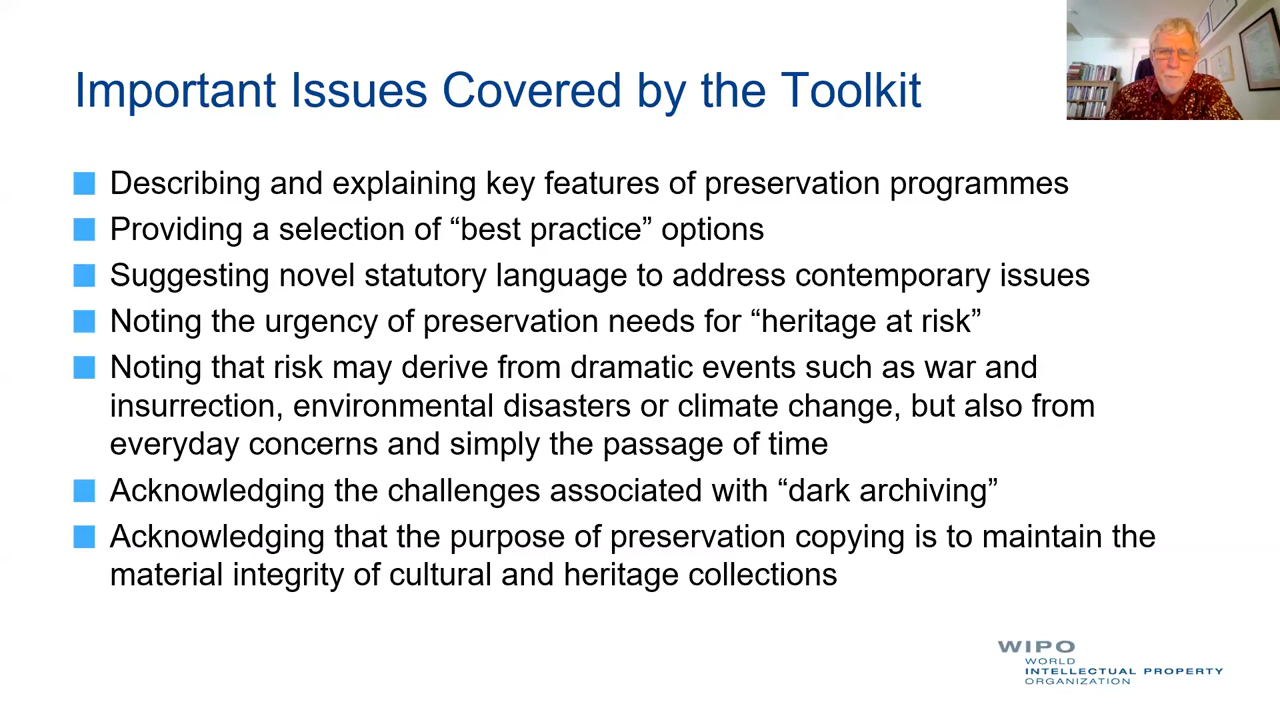 Important Issues Covered by the Toolkit
Describing and explaining key features of preservation programmes
Providing a selection of “best practice” options
Suggesting novel statutory language to address contemporary issues
Noting the urgency of preservation needs for “heritage at risk”
Noting that risk may derive from dramatic events such as war and
insurrection, environmental disasters or climate change, but also from
everyday concerns and simply the passage of time
Acknowledging the challenges associated with “dark archiving”
Acknowledging that the purpose of preservation copying is to maintain the
material integrity of cultural and heritage collections
WIPO
WORLD
INTELLECTUAL PROPERTY
ORGANIZATION